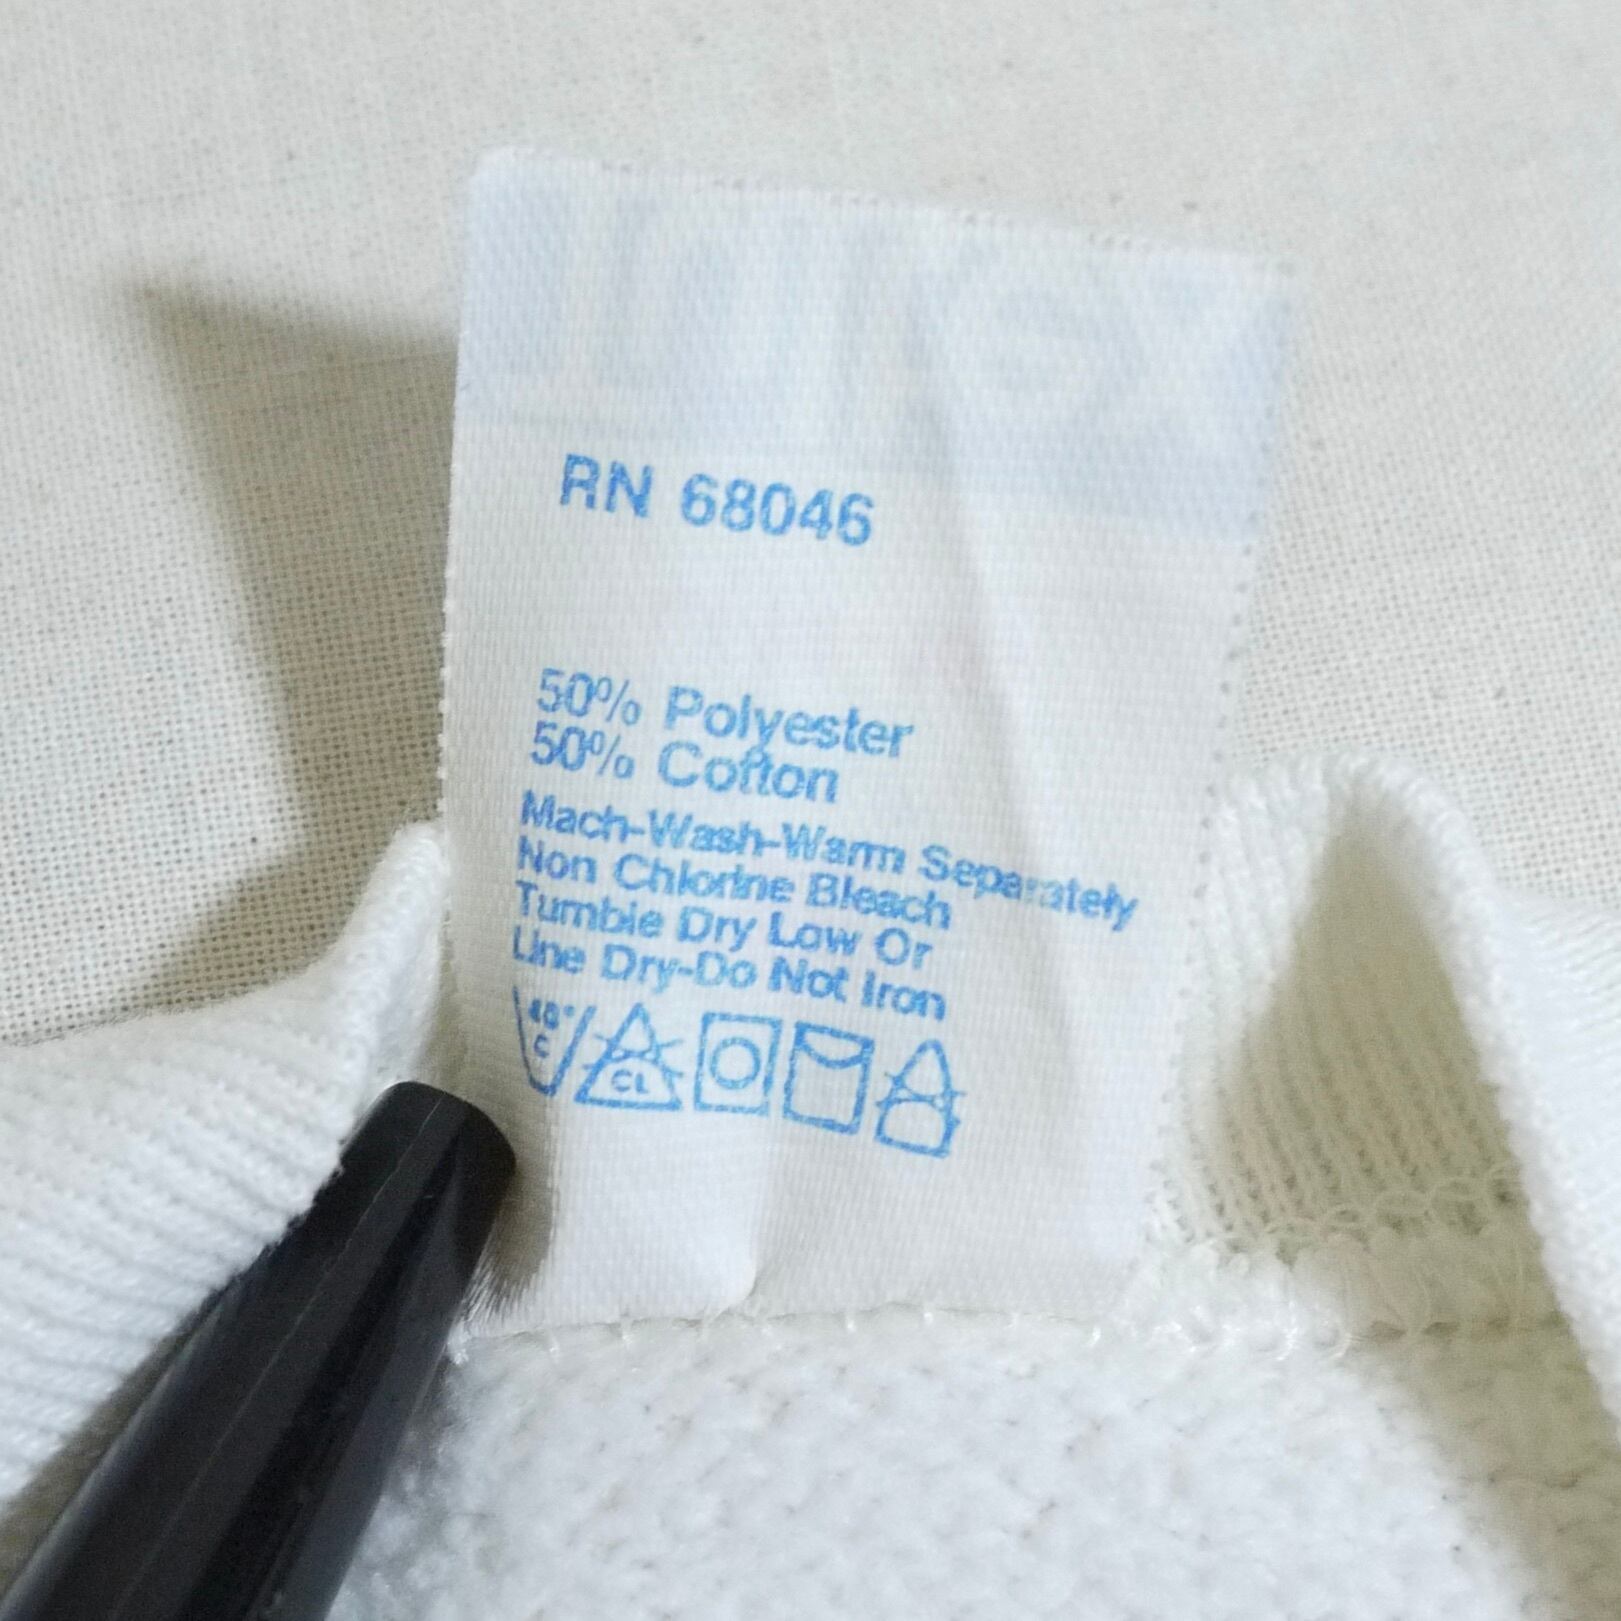 RN 68046
50% Polyester
50% Cotton
Mach-Wash-Warm Separately
Non Chlorine Bleach
Tumble Dry Low Or
Line Dry-Do Not Iron
40° C
CL